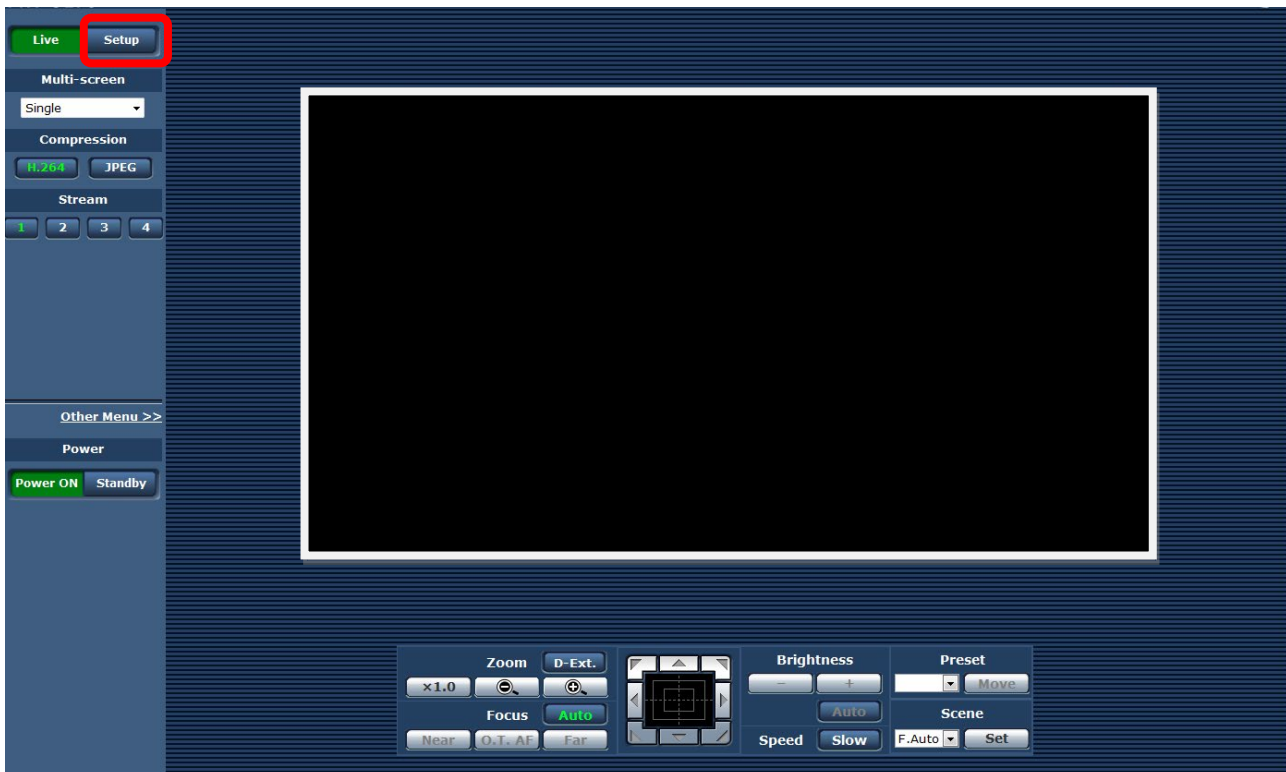 Live Setup
Multi-screen
Single
Compression
H.264 JPEG
Stream
1 2 3 4
Other Menu >>
Power
Power ON Standby
Zoom D-Ext.
×1.0
Focus Auto
Near O.T. AF Far
Brightness
- +
Auto
Speed Slow
Preset
Move
Scene
F.Auto Set